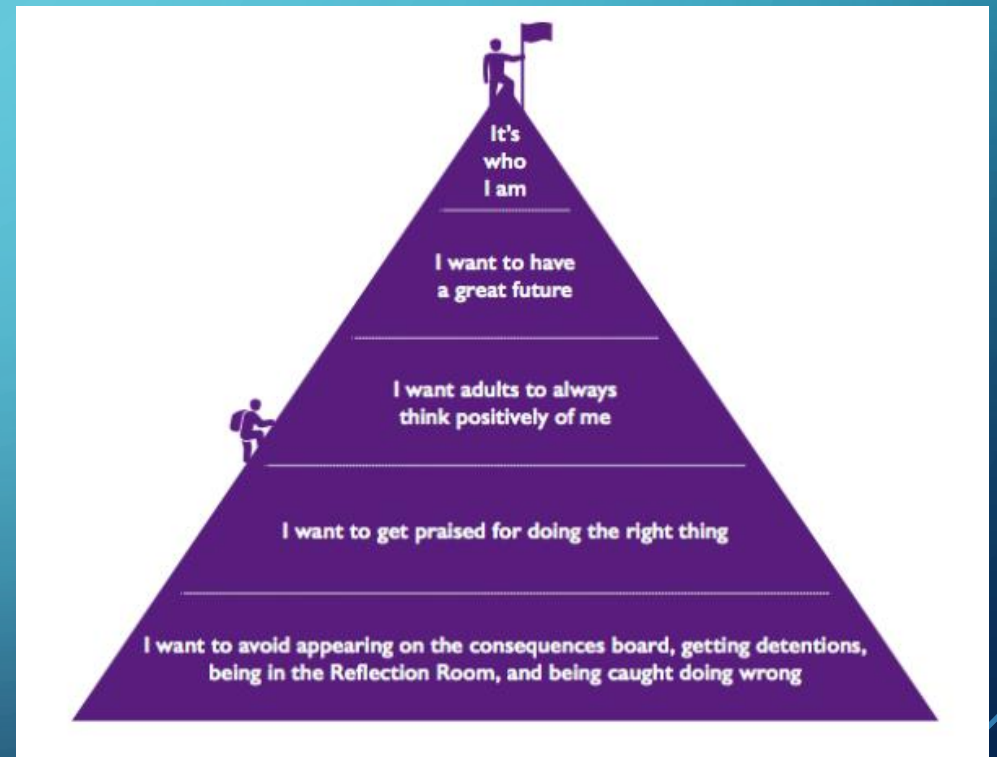 It's
who
I am
I want to have
a great future
I want adults to always
think positively of me
I want to get praised for doing the right thing
I want to avoid appearing on the consequences board, getting detentions,
being in the Reflection Room, and being caught doing wrong